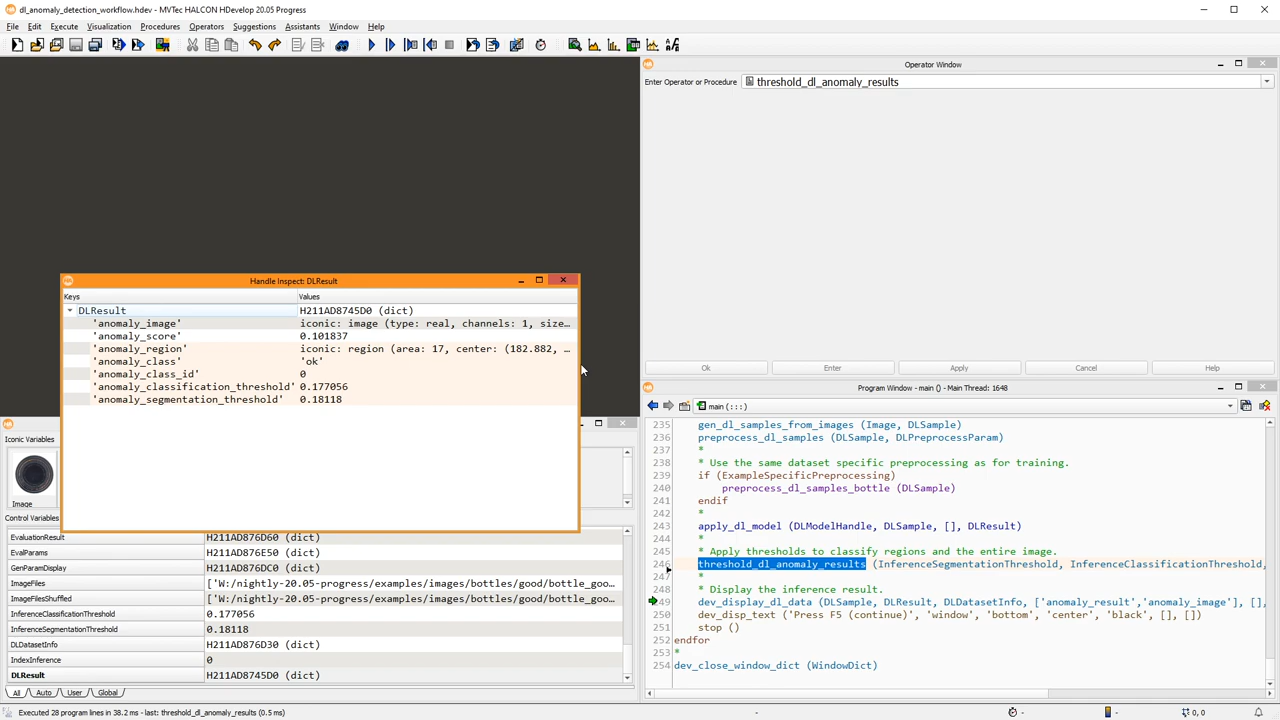 dl_anomaly_detection_workflow.hdev - MVTec HALCON HDevelop 20.05 Progress
File Edit Execute Visualization Procedures Operators Suggestions Assistants Window Help
Operator Window
Enter Operator or Procedure threshold_dl_anomaly_results
Ok Enter Apply Cancel Help
Handle Inspect: DLResult
Keys Values
DLResult H211AD8745D0 (dict)
'anomaly_image' iconic: image (type: real, channels: 1, size…
'anomaly_score' 0.101837
'anomaly_region' iconic: region (area: 17, center: (182.882, …
'anomaly_class' 'ok'
'anomaly_class_id' 0
'anomaly_classification_threshold' 0.177056
'anomaly_segmentation_threshold' 0.18118
Iconic Variables
Image
Control Variables
EvaluationResult H211AD876D60 (dict)
EvalParams H211AD876E50 (dict)
GenParamDisplay H211AD876DC0 (dict)
ImageFiles ['W:/nightly-20.05-progress/examples/images/bottles/good/bottle_goo...
ImageFilesShuffled ['W:/nightly-20.05-progress/examples/images/bottles/good/bottle_goo...
InferenceClassificationThreshold 0.177056
InferenceSegmentationThreshold 0.18118
DLDatasetInfo H211AD876D30 (dict)
IndexInference 0
DLResult H211AD8745D0 (dict)
All Auto User Global
Program Window - main () - Main Thread: 1648
main ( : : : )
235 gen_dl_samples_from_images (Image, DLSample)
236 preprocess_dl_samples (DLSample, DLPreprocessParam)
237 *
238 * Use the same dataset specific preprocessing as for training.
239 if (ExampleSpecificPreprocessing)
240 preprocess_dl_samples_bottle (DLSample)
241 endif
242 *
243 apply_dl_model (DLModelHandle, DLSample, [], DLResult)
244 *
245 * Apply thresholds to classify regions and the entire image.
246 threshold_dl_anomaly_results (InferenceSegmentationThreshold, InferenceClassificationThreshold,
247 *
248 * Display the inference result.
249 dev_display_dl_data (DLSample, DLResult, DLDatasetInfo, ['anomaly_result','anomaly_image'], [],
250 dev_disp_text ('Press F5 (continue)', 'window', 'bottom', 'center', 'black', [], [])
251 stop ()
252 endfor
253 *
254 dev_close_window_dict (WindowDict)
Executed 28 program lines in 38.2 ms - last: threshold_dl_anomaly_results (0.5 ms) - - 0, 0